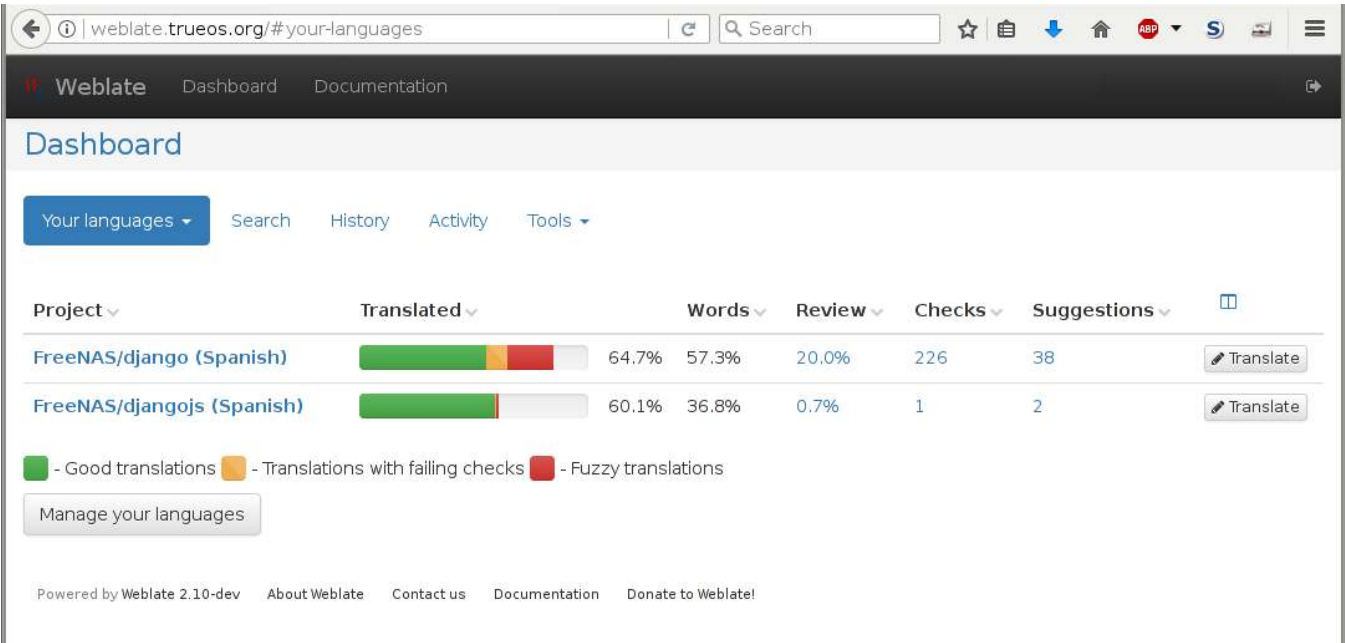 weblate.trueos.org/#your-languages Search ABP S
Weblate Dashboard Documentation
Dashboard
Your languages Search History Activity Tools
Project Translated Words Review Checks Suggestions
FreeNAS/django (Spanish) 64.7% 57.3% 20.0% 226 38 Translate
FreeNAS/djangojs (Spanish) 60.1% 36.8% 0.7% 1 2 Translate
- Good translations - Translations with failing checks - Fuzzy translations
Manage your languages
Powered by Weblate 2.10-dev About Weblate Contact us Documentation Donate to Weblate!